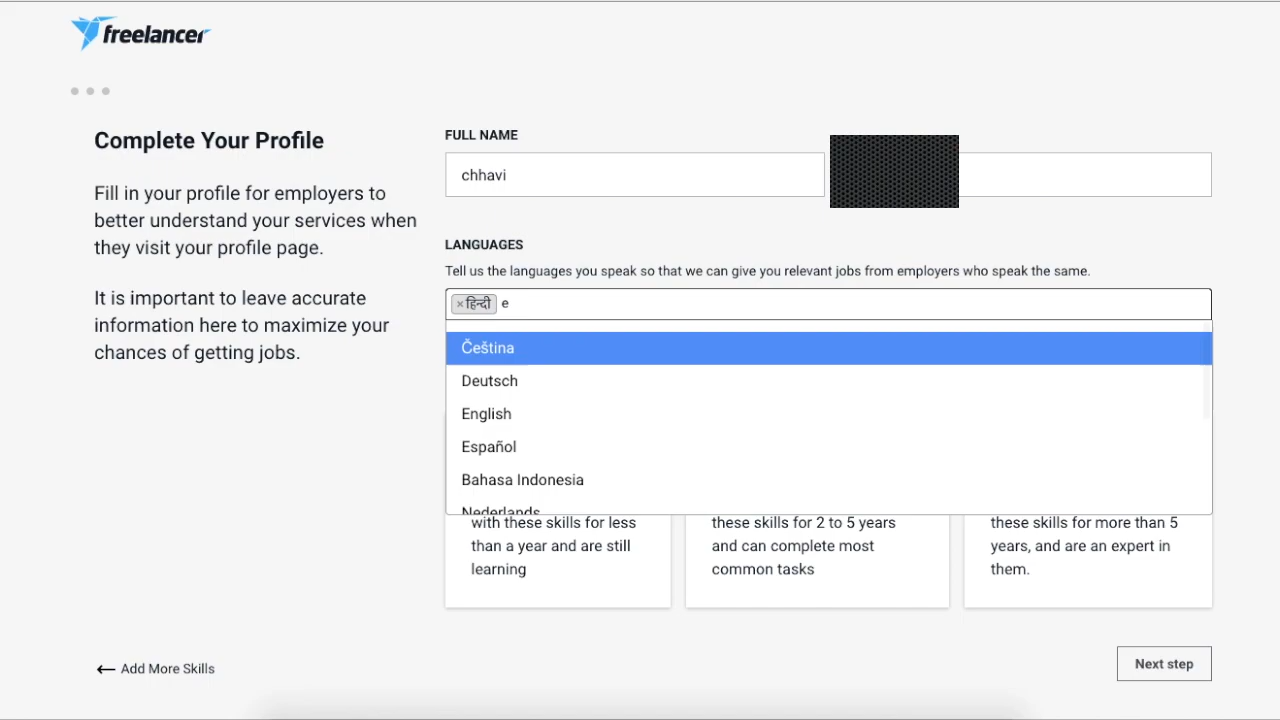 freelancer
Complete Your Profile
Fill in your profile for employers to
better understand your services when
they visit your profile page.
It is important to leave accurate
information here to maximize your
chances of getting jobs.
FULL NAME
chhavi
LANGUAGES
Tell us the languages you speak so that we can give you relevant jobs from employers who speak the same.
×हिन्दी e
Čeština
Deutsch
English
Español
Bahasa Indonesia
Nederlands
with these skills for less
than a year and are still
learning
these skills for 2 to 5 years
and can complete most
common tasks
these skills for more than 5
years, and are an expert in
them.
← Add More Skills
Next step